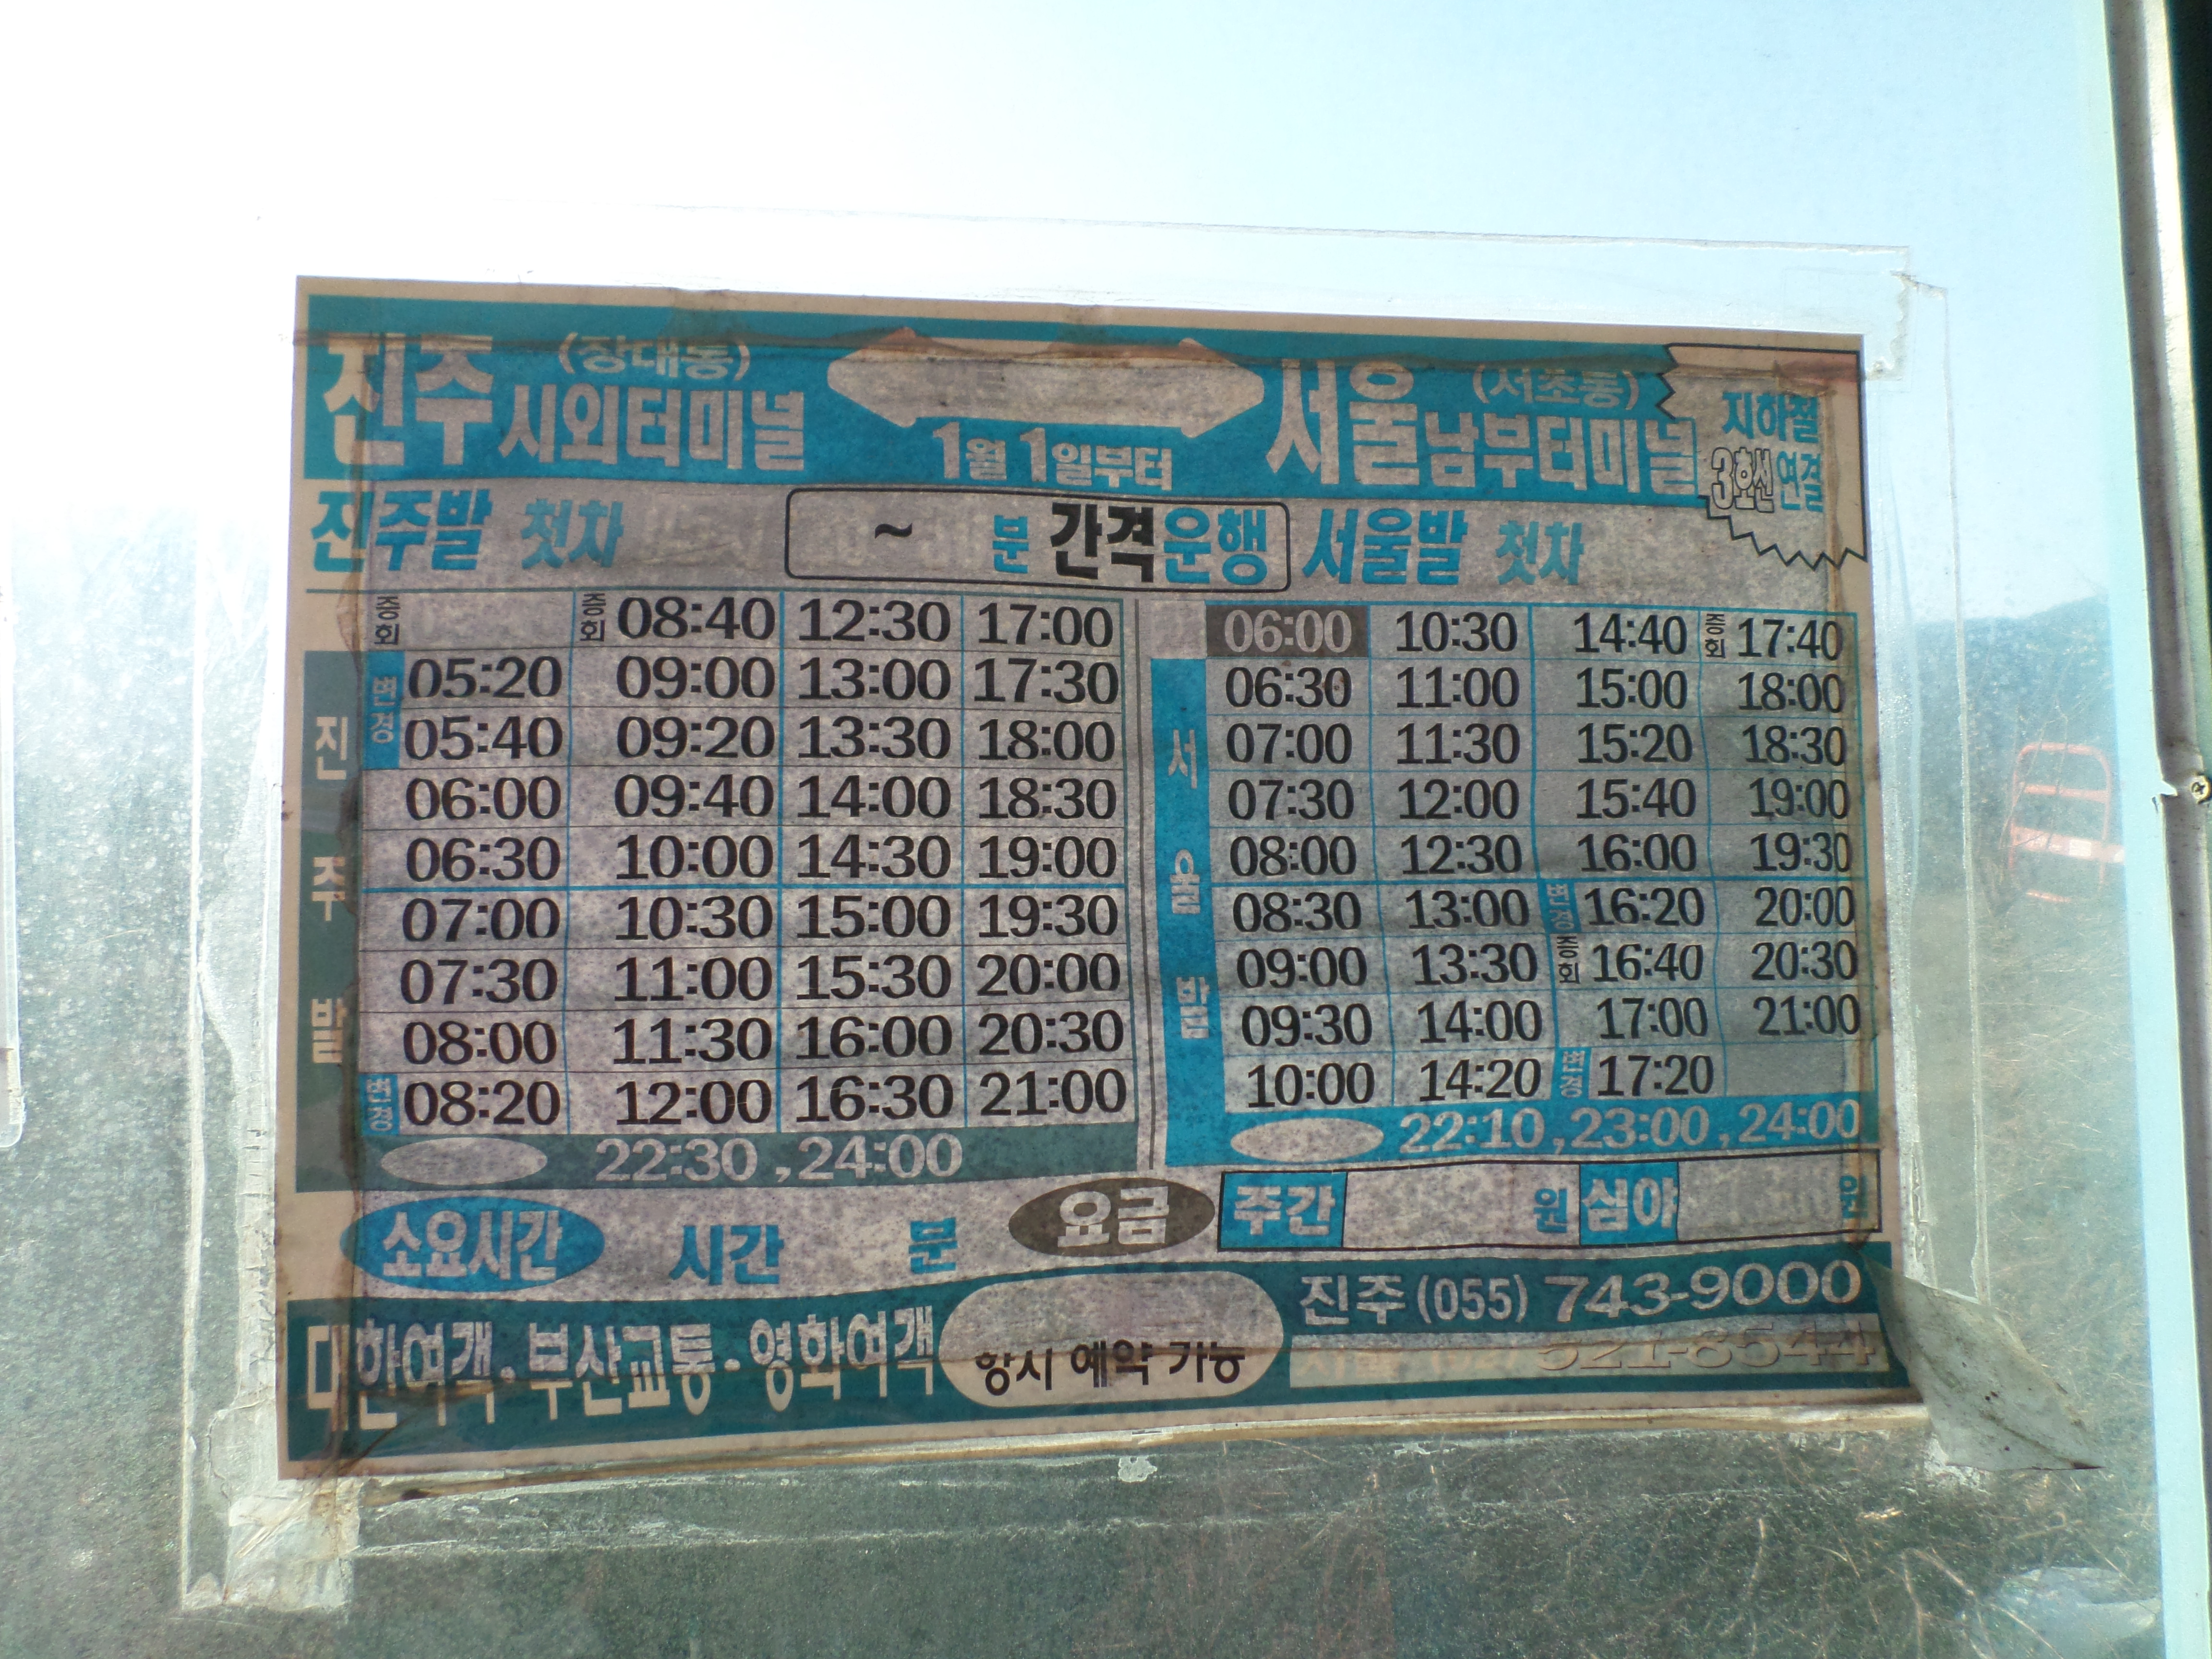 진주 (장대동) 시외터미널
1월 1일부터
서울 (서초동) 남부터미널
지하철
3호선 연결
진주발 첫차
~ 분 간격운행
서울발 첫차
진주발
증회 증회 08:40 12:30 17:00
변경 05:20 09:00 13:00 17:30
05:40 09:20 13:30 18:00
06:00 09:40 14:00 18:30
06:30 10:00 14:30 19:00
07:00 10:30 15:00 19:30
07:30 11:00 15:30 20:00
08:00 11:30 16:00 20:30
변경 08:20 12:00 16:30 21:00
22:30 , 24:00
서울발
06:00 10:30 14:40 증회 17:40
06:30 11:00 15:00 18:00
07:00 11:30 15:20 18:30
07:30 12:00 15:40 19:00
08:00 12:30 16:00 19:30
08:30 13:00 변경 16:20 20:00
09:00 13:30 증회 16:40 20:30
09:30 14:00 17:00 21:00
10:00 14:20 변경 17:20
22:10 , 23:00 , 24:00
소요시간 시간 분
요금 주간 원 심야 원
대한여객·부산교통·영화여객
항시 예약 가능
진주 (055) 743-9000
521-8544